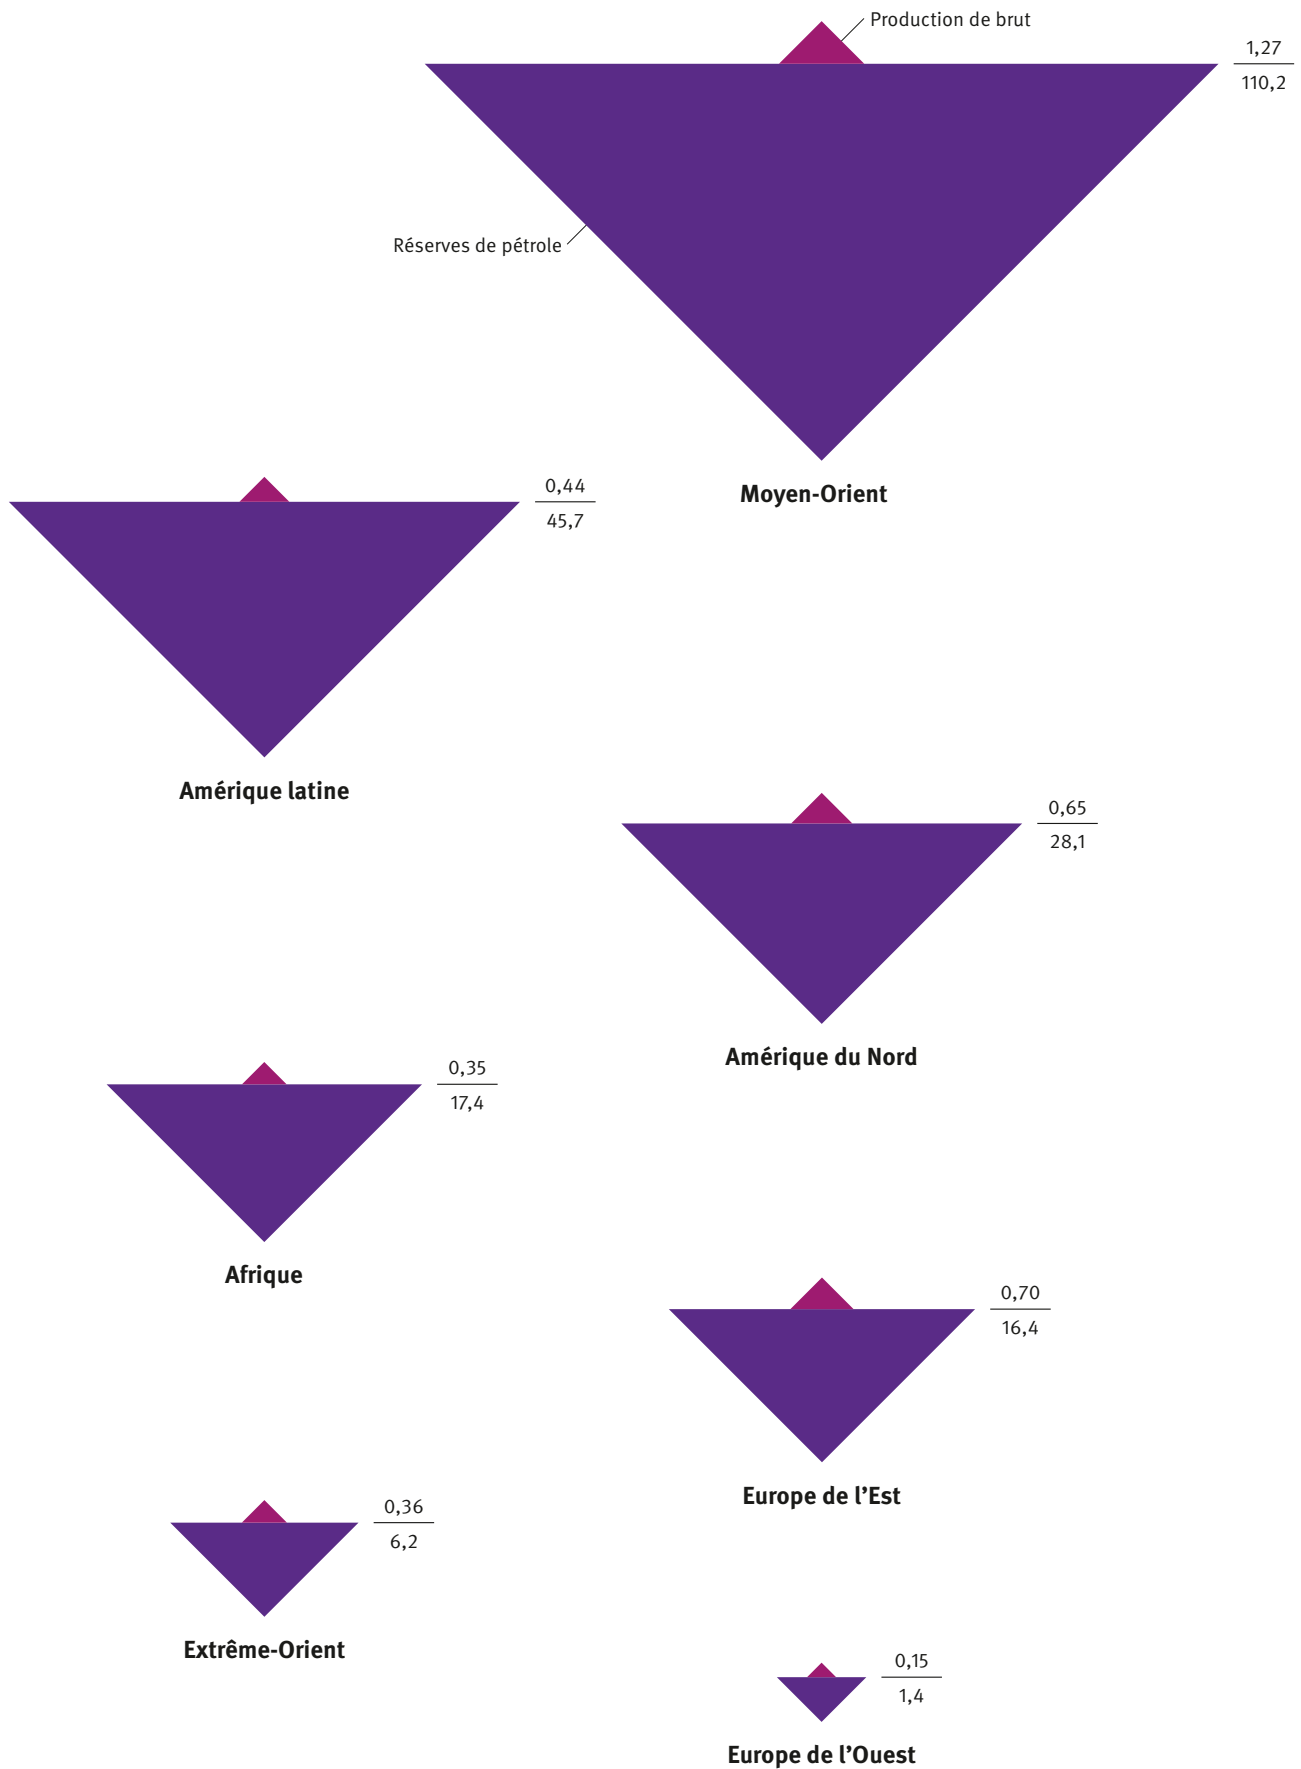 Production de brut
1,27
110,2
Réserves de pétrole
Moyen-Orient
0,44
45,7
Amérique latine
0,65
28,1
Amérique du Nord
0,35
17,4
Afrique
0,70
16,4
Europe de l’Est
0,36
6,2
Extrême-Orient
0,15
1,4
Europe de l’Ouest